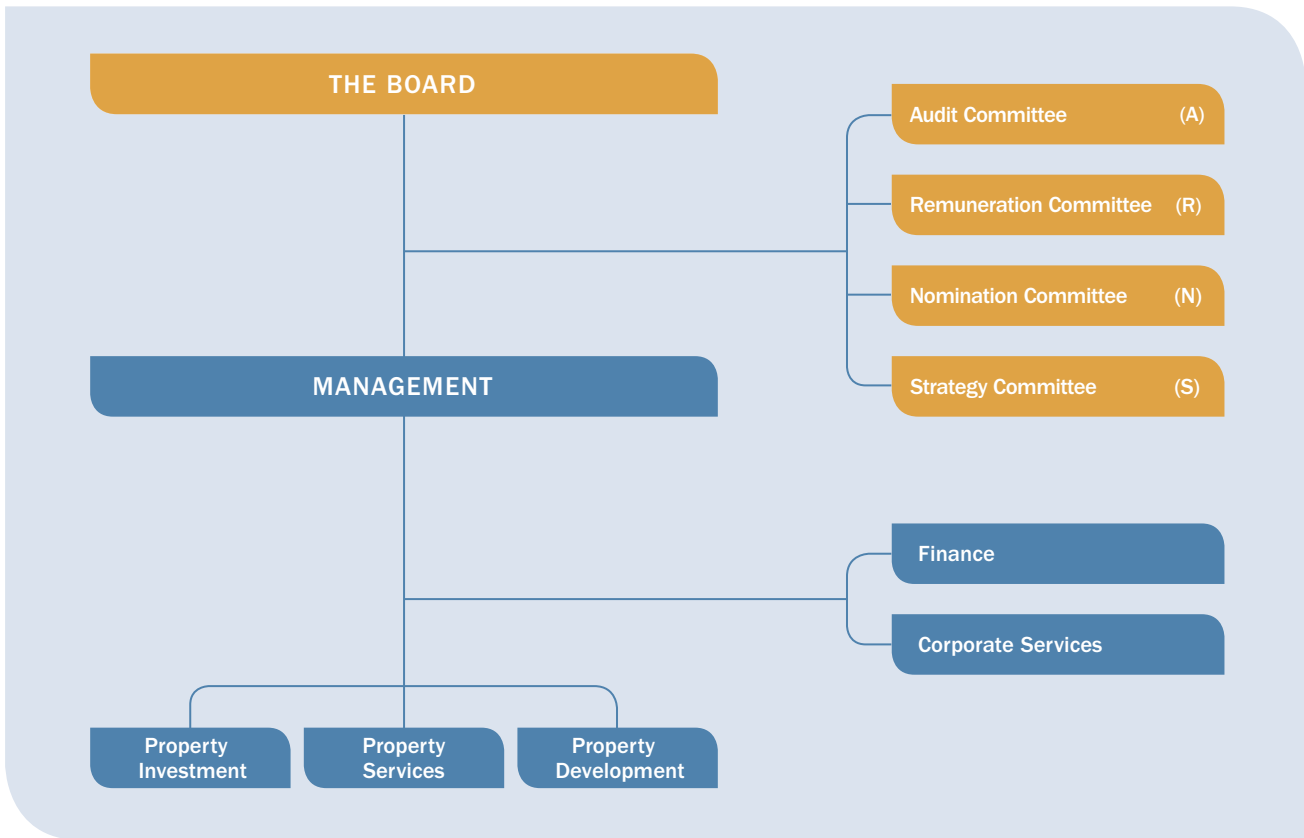 THE BOARD
Audit Committee (A)
Remuneration Committee (R)
Nomination Committee (N)
Strategy Committee (S)
MANAGEMENT
Finance
Corporate Services
Property
Investment
Property
Services
Property
Development